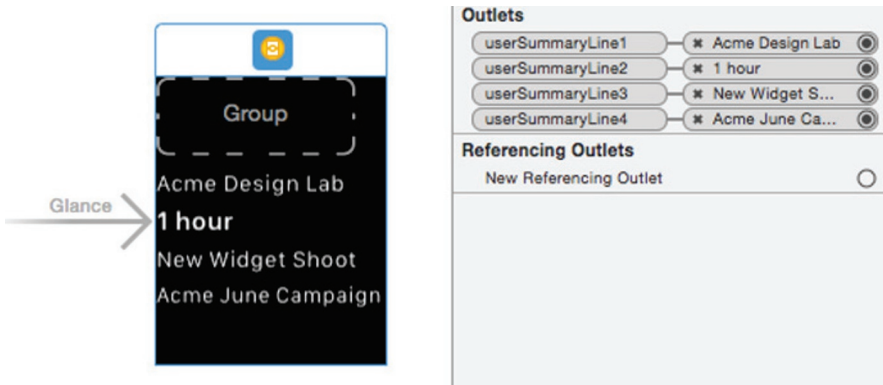 Group
Glance
Acme Design Lab
1 hour
New Widget Shoot
Acme June Campaign
Outlets
userSummaryLine1 Acme Design Lab
userSummaryLine2 1 hour
userSummaryLine3 New Widget S...
userSummaryLine4 Acme June Ca...
Referencing Outlets
New Referencing Outlet